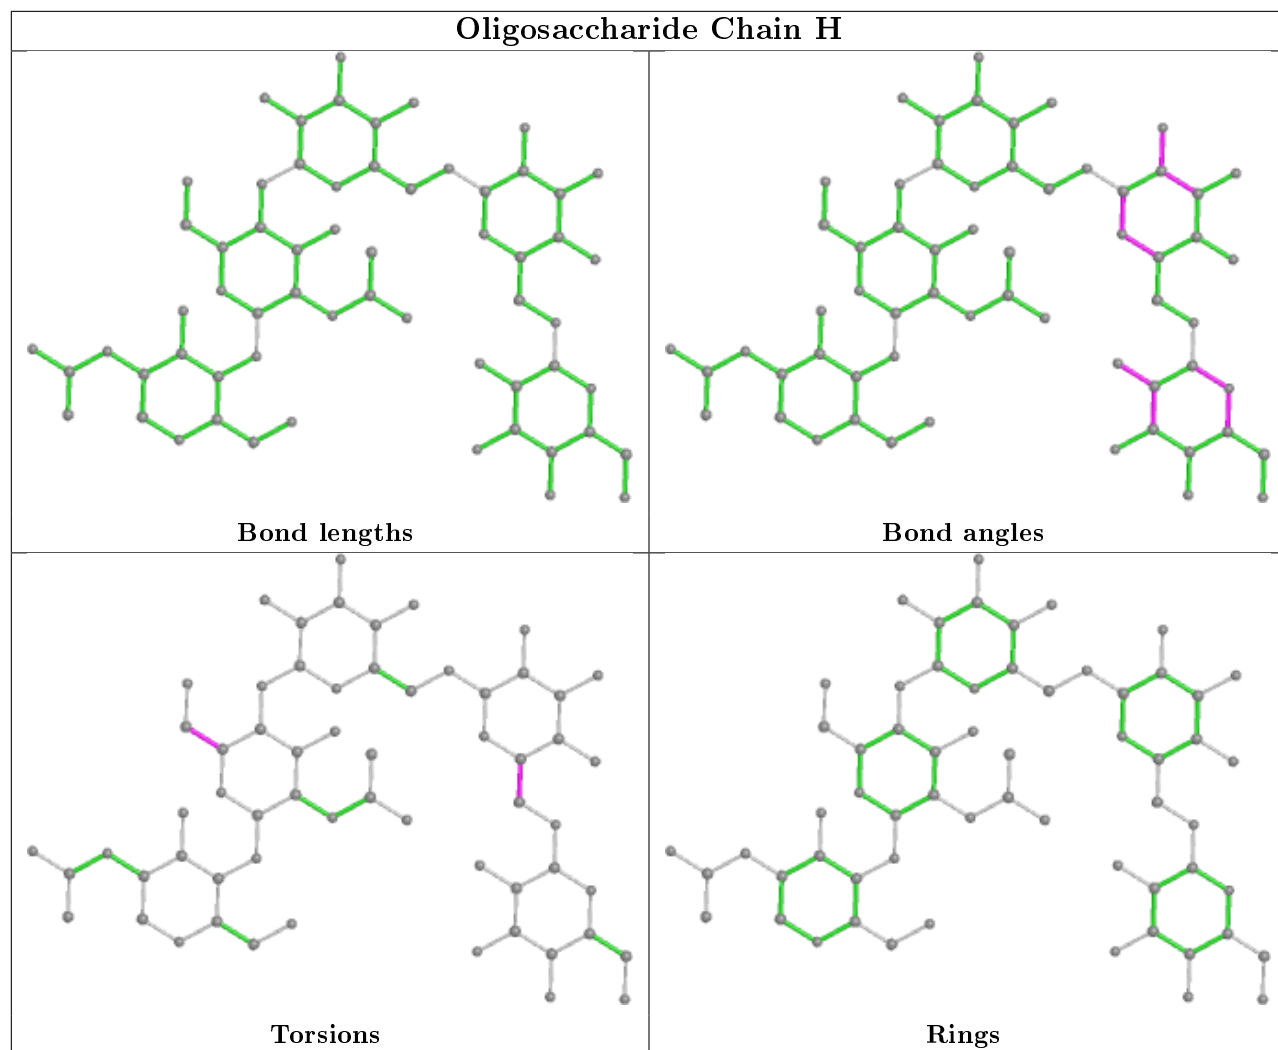 Oligosaccharide Chain H
Bond lengths
Bond angles
Torsions
Rings